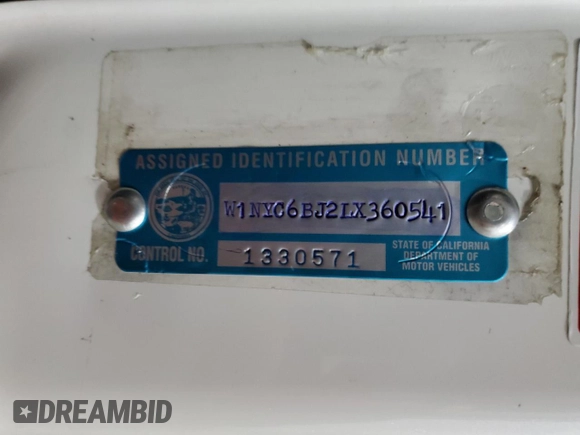 ASSIGNED IDENTIFICATION NUMBER
W1NYC6BJ2LX360541
CONTROL NO. 1330571
STATE OF CALIFORNIA
DEPARTMENT OF
MOTOR VEHICLES
DREAMBID